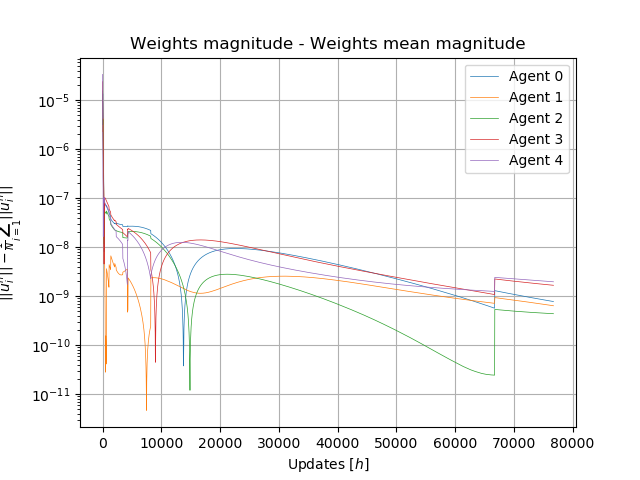 Weights magnitude - Weights mean magnitude
Agent 0
Agent 1
Agent 2
Agent 3
Agent 4
10⁻⁵
10⁻⁶
10⁻⁷
10⁻⁸
10⁻⁹
10⁻¹⁰
10⁻¹¹
0 10000 20000 30000 40000 50000 60000 70000 80000
Updates [h]